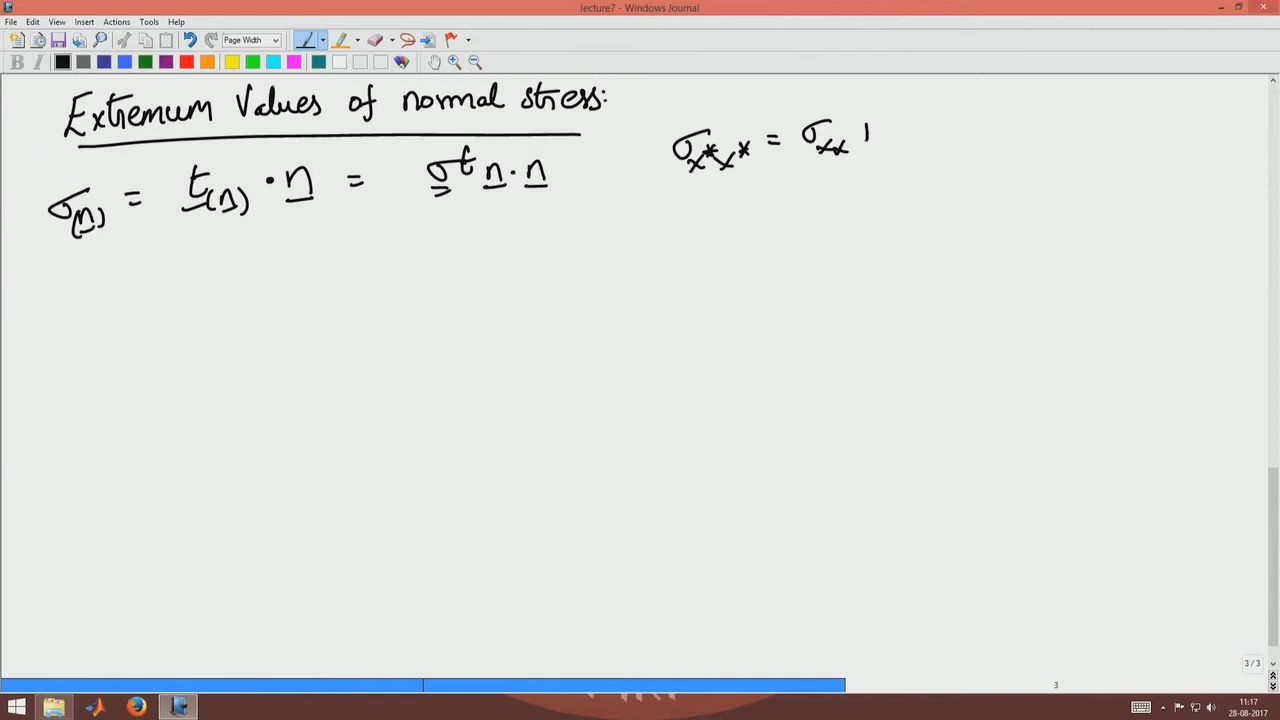 lecture7 - Windows Journal
File Edit View Insert Actions Tools Help
Page Width
B I
Extremum Values of normal stress:
σ(n) = t(n) · n = σᵗ n · n
σx*x* = σxx
3 / 3
3
11:17
28-08-2017